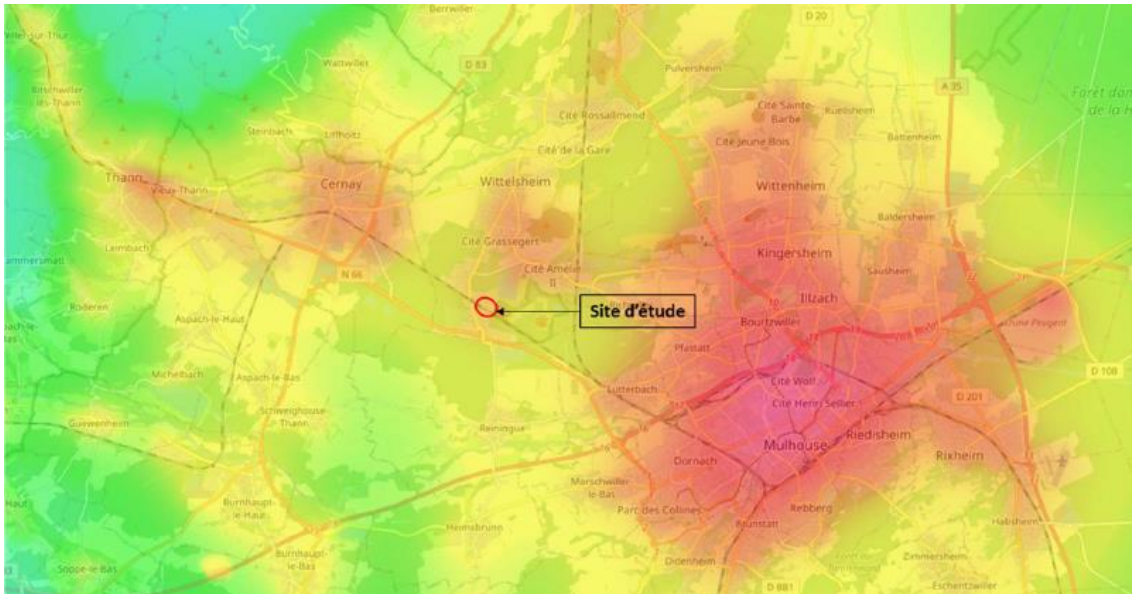 Berrwiller
D 20
Wattwiller
D 83
Pulversheim
A 35
Bitschwiller
lès-Thann
Cité Sainte-
Barbe
Ruelisheim
Steinbach
Uffholtz
Cité Rossalmend
Battenheim
Cité de la Gare
Cité Jeune Bois
Thann
Vieux-Thann
Cernay
Wittelsheim
Wittenheim
Baldersheim
Leimbach
Cité Grassegert
Kingersheim
N 66
Cité Amélie
II
Sausheim
Roderen
Site d'étude
Illzach
Aspach-le-Haut
Bourtzwiller
Pfastatt
Michelbach
Aspach-le-Bas
Cité Wolf
D 108
Lutterbach
Cité Henri Sellier
D 201
Schweighouse-
Thann
Guewenheim
Reiningue
Mulhouse
Riedisheim
Rixheim
Dornach
Morschwiller
le-Bas
Burnhaupt-
le-Haut
Parc des Collines
Rebberg
Heimsbrunn
Brunstatt
Habsheim
Burnhaupt-
le-Bas
Didenheim
Zimmersheim
Soppe-le-Bas
D 8B1
Eschentzwiller